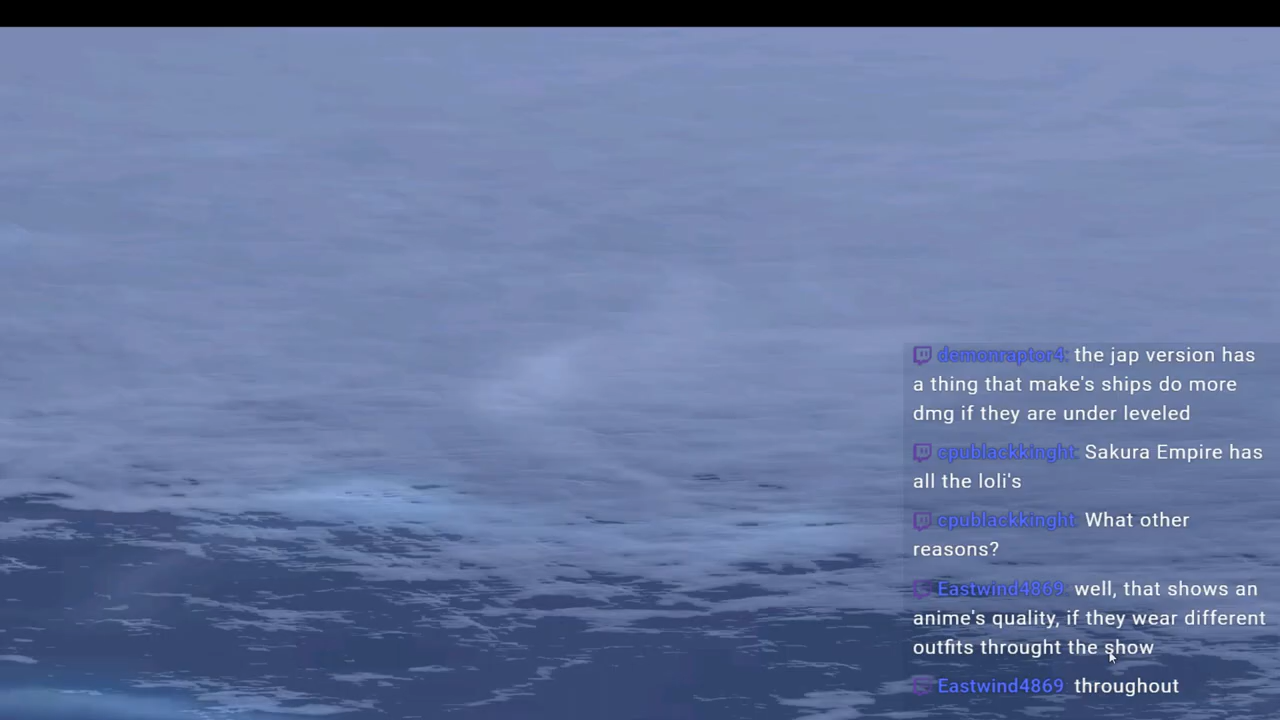 demonraptor4: the jap version has
a thing that make's ships do more
dmg if they are under leveled
cpublackkinght: Sakura Empire has
all the loli's
cpublackkinght: What other
reasons?
Eastwind4869: well, that shows an
anime's quality, if they wear different
outfits throught the show
Eastwind4869: throughout